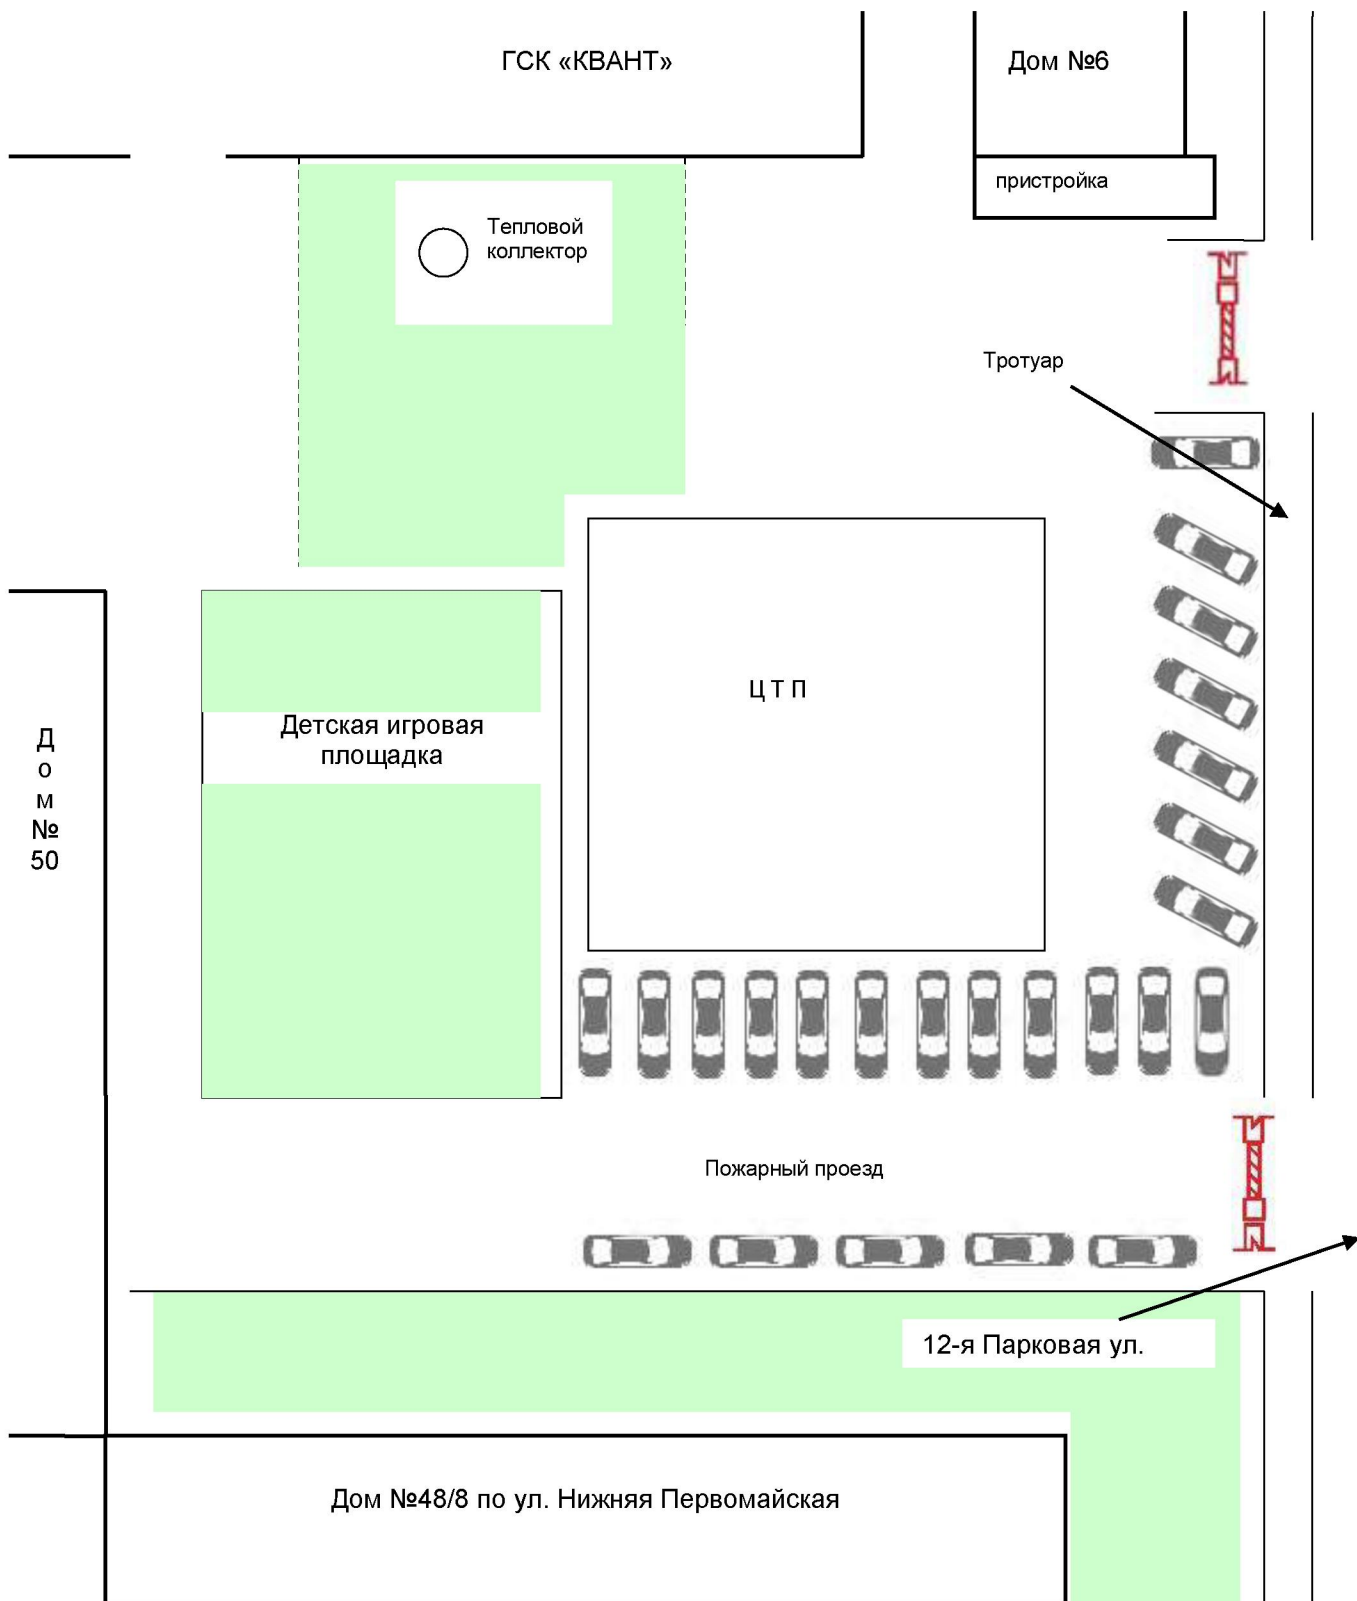 ГСК «КВАНТ»
Дом №6
пристройка
Тепловой
коллектор
Тротуар
Ц Т П
Детская игровая
площадка
Д
о
м
№
50
Пожарный проезд
12-я Парковая ул.
Дом №48/8 по ул. Нижняя Первомайская